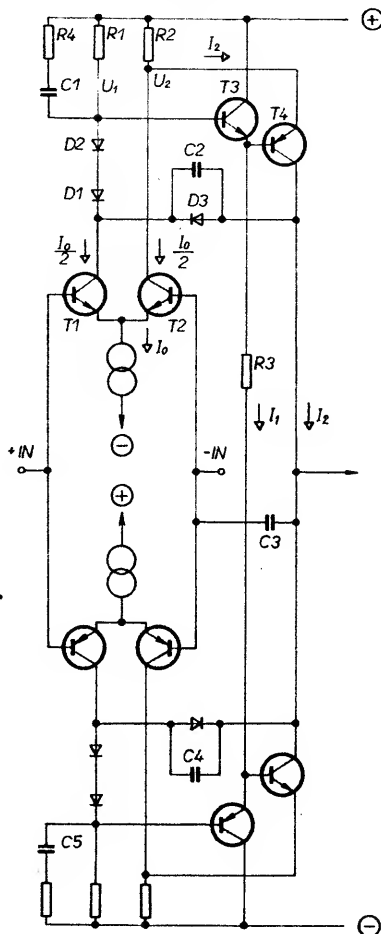 R4
R1
R2
I₂
+
T3
C1
U₁
U₂
T4
D2
C2
D1
D3
I₀/2
I₀/2
T1
T2
I₀
R3
−
I₁
I₂
+IN
-IN
+
C3
C4
C5
−